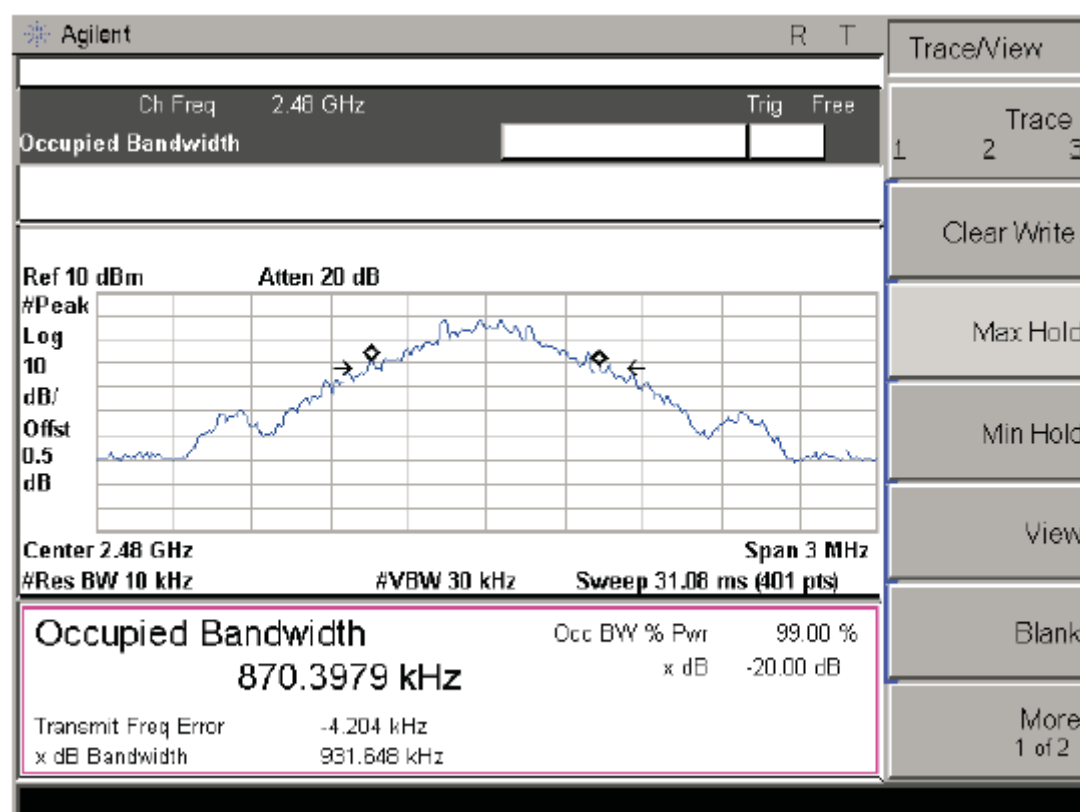 Agilent R T
Trace/View
Ch Freq 2.48 GHz Trig Free
Occupied Bandwidth
Trace
1 2 3
Clear Write
Ref 10 dBm Atten 20 dB
#Peak
Log
10
dB/
Offst
0.5
dB
Max Hold
Min Hold
Center 2.48 GHz Span 3 MHz
#Res BW 10 kHz #VBW 30 kHz Sweep 31.08 ms (401 pts)
View
Occupied Bandwidth
870.3979 kHz
Occ BW % Pwr 99.00 %
x dB -20.00 dB
Transmit Freq Error -4.204 kHz
x dB Bandwidth 931.648 kHz
Blank
More
1 of 2